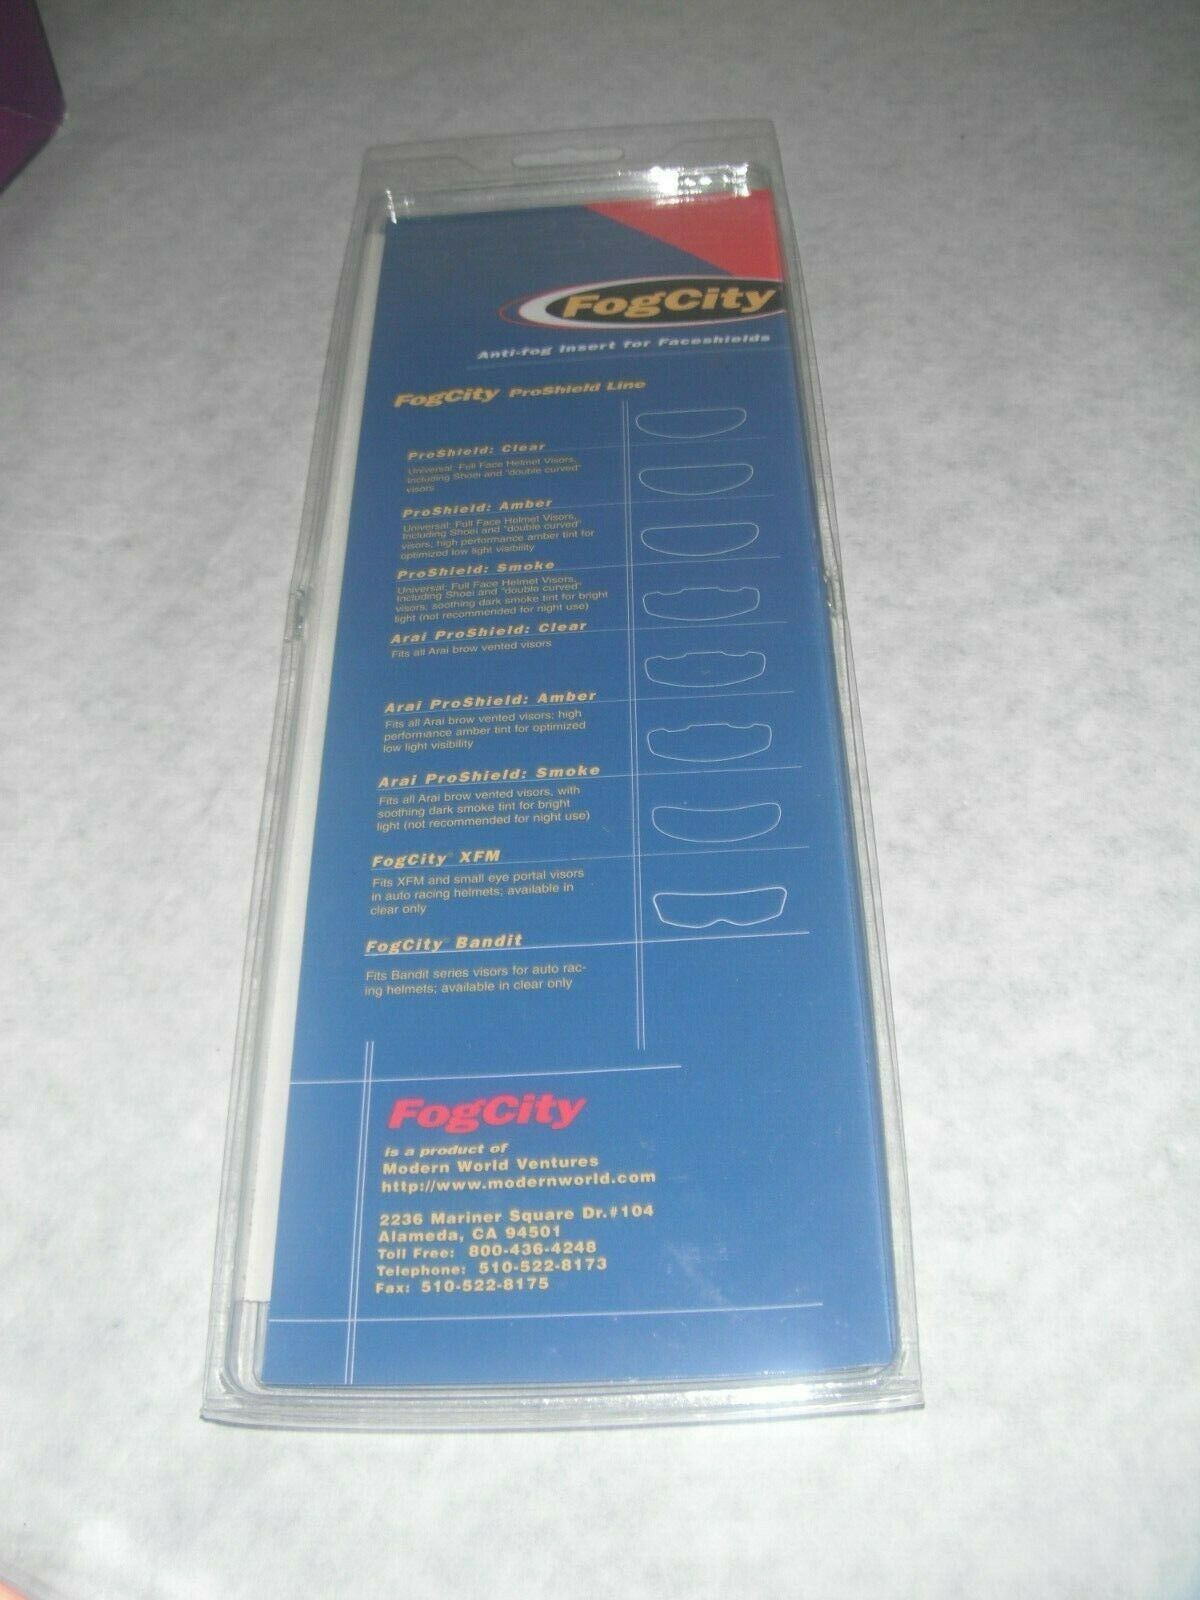 FogCity
Anti-fog Insert for Faceshields
FogCity ProShield Line
ProShield: Clear
Universal: Full Face Helmet Visors,
Including Shoei and "double curved"
visors
ProShield: Amber
Universal: Full Face Helmet Visors,
Including Shoei and "double curved"
visors; high performance amber tint for
optimized low light visibility
ProShield: Smoke
Universal: Full Face Helmet Visors,
Including Shoei and "double curved"
visors; soothing dark smoke tint for bright
light (not recommended for night use)
Arai ProShield: Clear
Fits all Arai brow vented visors
Arai ProShield: Amber
Fits all Arai brow vented visors; high
performance amber tint for optimized
low light visibility
Arai ProShield: Smoke
Fits all Arai brow vented visors, with
soothing dark smoke tint for bright
light (not recommended for night use)
FogCity™ XFM
Fits XFM and small eye portal visors
in auto racing helmets; available in
clear only
FogCity™ Bandit
Fits Bandit series visors for auto rac-
ing helmets; available in clear only
FogCity
is a product of
Modern World Ventures
http://www.modernworld.com
2236 Mariner Square Dr.#104
Alameda, CA 94501
Toll Free: 800-436-4248
Telephone: 510-522-8173
Fax: 510-522-8175